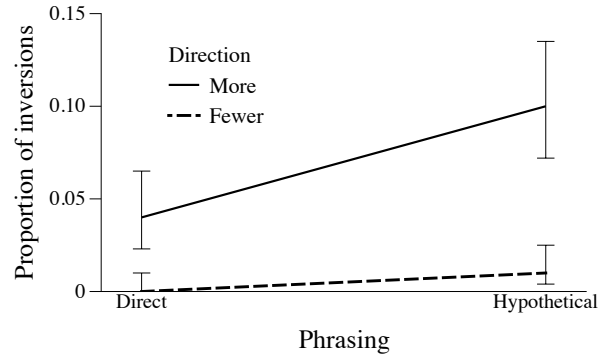 Proportion of inversions
0.15
0.10
0.05
0
Direction
More
Fewer
Direct
Hypothetical
Phrasing